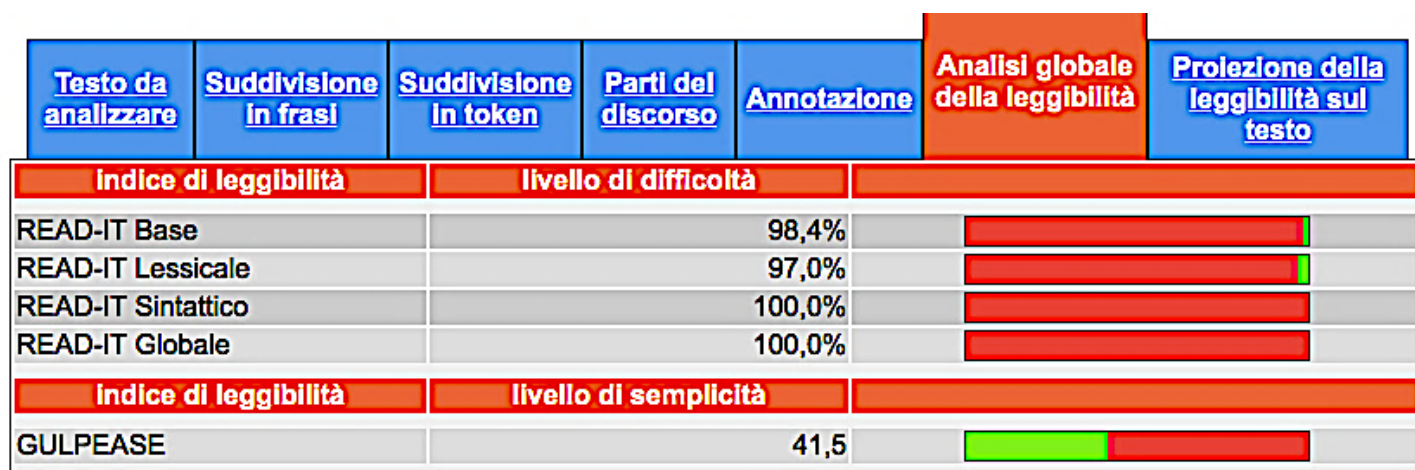 Testo da
analizzare
Suddivisione
in frasi
Suddivisione
in token
Parti del
discorso
Annotazione
Analisi globale
della leggibilità
Proiezione della
leggibilità sul
testo
indice di leggibilità livello di difficoltà
READ-IT Base 98,4%
READ-IT Lessicale 97,0%
READ-IT Sintattico 100,0%
READ-IT Globale 100,0%
indice di leggibilità livello di semplicità
GULPEASE 41,5